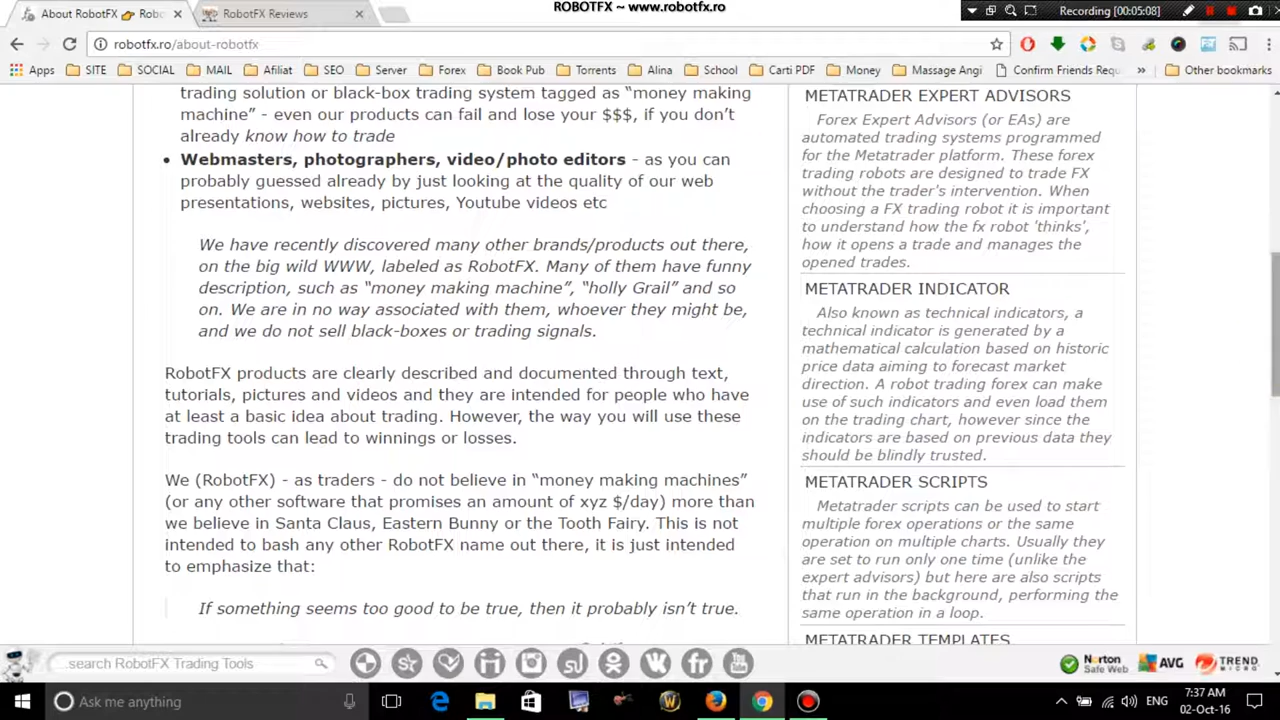 ROBOTFX ~ www.robotfx.ro
About RobotFX 👉 Robo
RobotFX Reviews
Recording [00:05:08]
robotfx.ro/about-robotfx
Apps SITE SOCIAL MAIL Afiliat SEO Server Forex Book Pub Torrents Alina School Carti PDF Money Massage Angi Confirm Friends Requ » Other bookmarks
trading solution or black-box trading system tagged as “money making
machine” - even our products can fail and lose your $$$, if you don’t
already know how to trade
• Webmasters, photographers, video/photo editors - as you can
probably guessed already by just looking at the quality of our web
presentations, websites, pictures, Youtube videos etc
We have recently discovered many other brands/products out there,
on the big wild WWW, labeled as RobotFX. Many of them have funny
description, such as “money making machine”, “holly Grail” and so
on. We are in no way associated with them, whoever they might be,
and we do not sell black-boxes or trading signals.
RobotFX products are clearly described and documented through text,
tutorials, pictures and videos and they are intended for people who have
at least a basic idea about trading. However, the way you will use these
trading tools can lead to winnings or losses.
We (RobotFX) - as traders - do not believe in “money making machines”
(or any other software that promises an amount of xyz $/day) more than
we believe in Santa Claus, Eastern Bunny or the Tooth Fairy. This is not
intended to bash any other RobotFX name out there, it is just intended
to emphasize that:
If something seems too good to be true, then it probably isn’t true.
METATRADER EXPERT ADVISORS
Forex Expert Advisors (or EAs) are
automated trading systems programmed
for the Metatrader platform. These forex
trading robots are designed to trade FX
without the trader's intervention. When
choosing a FX trading robot it is important
to understand how the fx robot 'thinks',
how it opens a trade and manages the
opened trades.
METATRADER INDICATOR
Also known as technical indicators, a
technical indicator is generated by a
mathematical calculation based on historic
price data aiming to forecast market
direction. A robot trading forex can make
use of such indicators and even load them
on the trading chart, however since the
indicators are based on previous data they
should be blindly trusted.
METATRADER SCRIPTS
Metatrader scripts can be used to start
multiple forex operations or the same
operation on multiple charts. Usually they
are set to run only one time (unlike the
expert advisors) but here are also scripts
that run in the background, performing the
same operation in a loop.
METATRADER TEMPLATES
...search RobotFX Trading Tools
Norton Safe Web
AVG
TREND MICRO
Ask me anything
ENG
7:37 AM
02-Oct-16